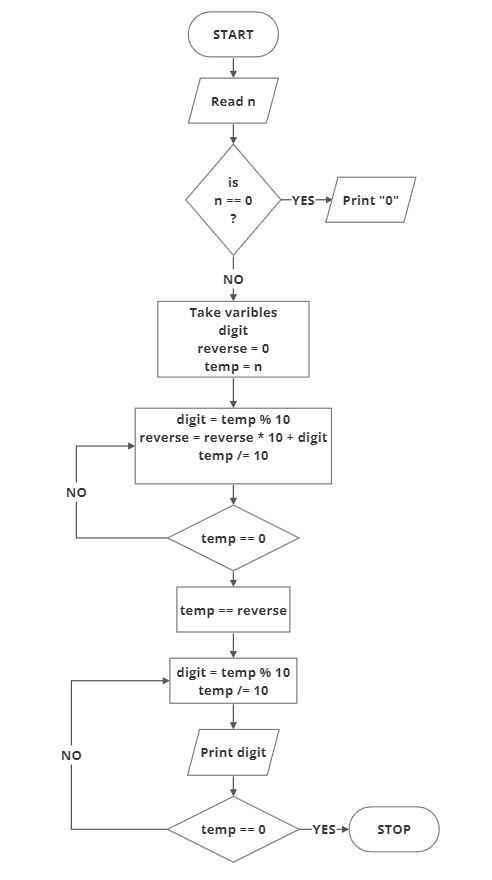 START
Read n
is
n == 0
?
YES
Print "0"
NO
Take varibles
digit
reverse = 0
temp = n
digit = temp % 10
reverse = reverse * 10 + digit
temp /= 10
NO
temp == 0
temp == reverse
digit = temp % 10
temp /= 10
NO
Print digit
temp == 0
YES
STOP